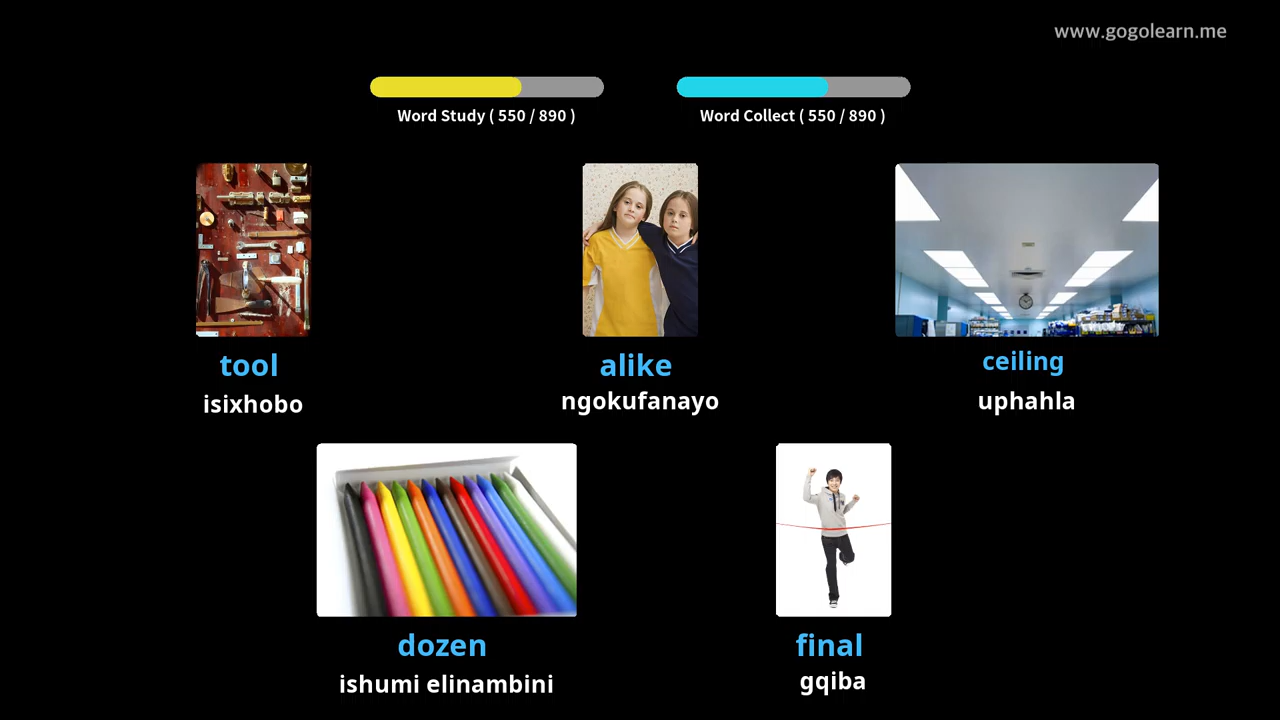 www.gogolearn.me
Word Study ( 550 / 890 )
Word Collect ( 550 / 890 )
tool
isixhobo
alike
ngokufanayo
ceiling
uphahla
dozen
ishumi elinambini
final
gqiba